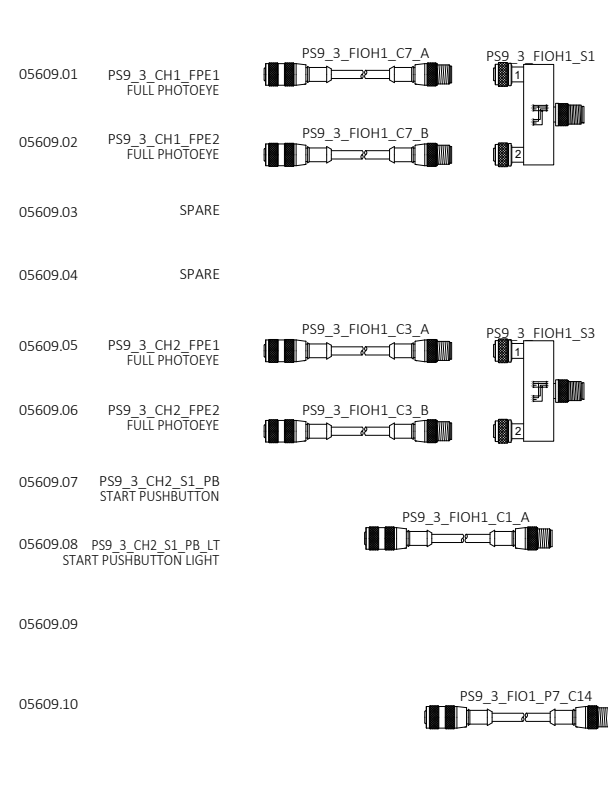 PS9_3_FIOH1_C7_A
PS9_3_FIOH1_S1
05609.01 PS9_3_CH1_FPE1
FULL PHOTOEYE
1
PS9_3_FIOH1_C7_B
05609.02 PS9_3_CH1_FPE2
FULL PHOTOEYE
2
05609.03 SPARE
05609.04 SPARE
PS9_3_FIOH1_C3_A
PS9_3_FIOH1_S3
05609.05 PS9_3_CH2_FPE1
FULL PHOTOEYE
1
05609.06 PS9_3_CH2_FPE2
FULL PHOTOEYE
PS9_3_FIOH1_C3_B
2
05609.07 PS9_3_CH2_S1_PB
START PUSHBUTTON
PS9_3_FIOH1_C1_A
05609.08 PS9_3_CH2_S1_PB_LT
START PUSHBUTTON LIGHT
05609.09
PS9_3_FIO1_P7_C14
05609.10